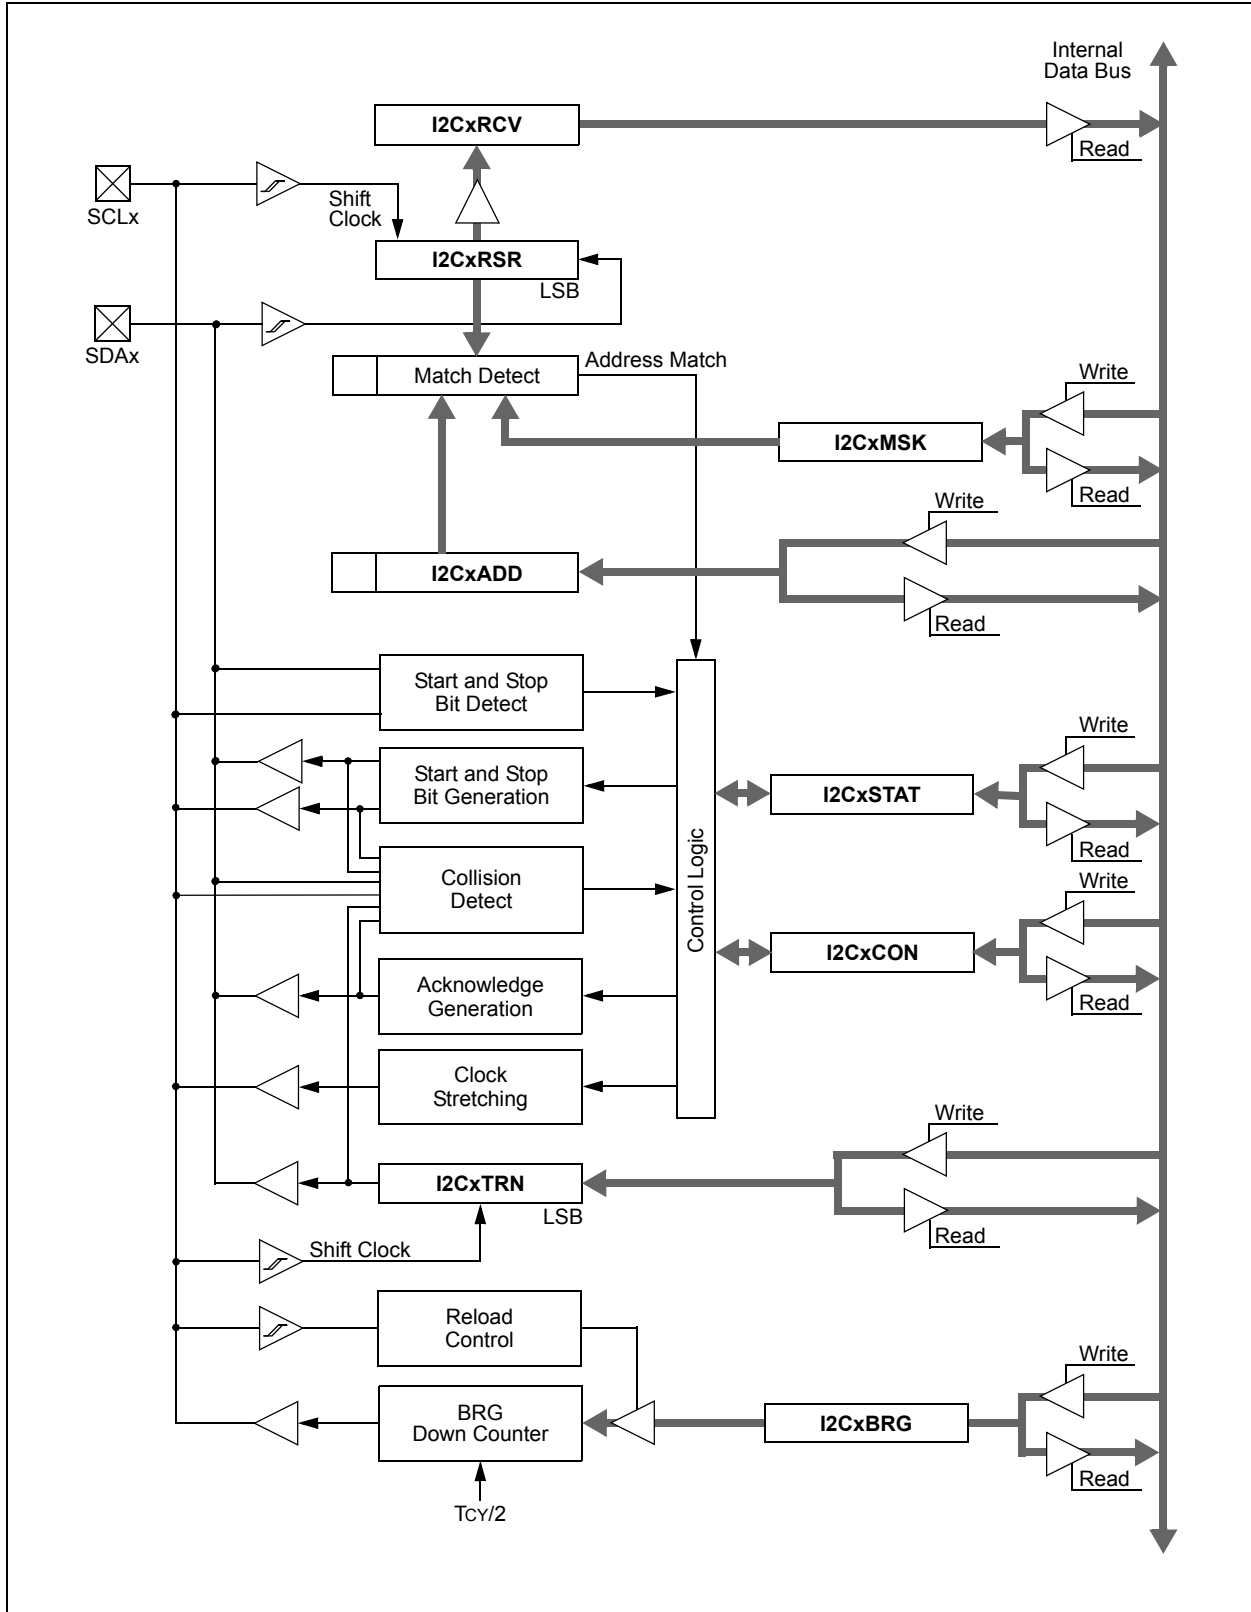 Internal
Data Bus
I2CxRCV
Read
SCLx
Shift
Clock
I2CxRSR
LSB
SDAx
Match Detect
Address Match
Write
I2CxMSK
Read
Write
I2CxADD
Read
Start and Stop
Bit Detect
Write
Start and Stop
Bit Generation
I2CxSTAT
Read
Control Logic
Collision
Detect
Write
I2CxCON
Read
Acknowledge
Generation
Clock
Stretching
Write
I2CxTRN
LSB
Read
Shift Clock
Reload
Control
Write
BRG
Down Counter
I2CxBRG
Read
TCY/2